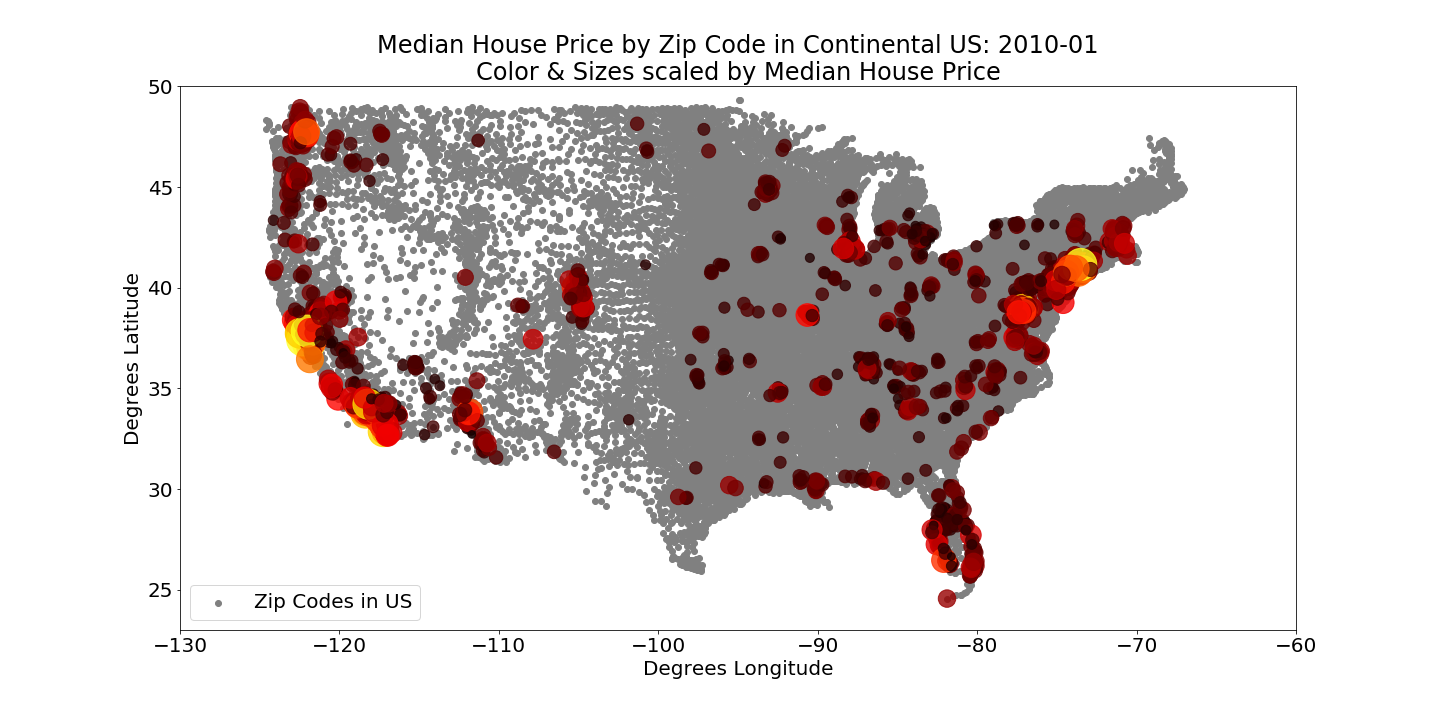 Median House Price by Zip Code in Continental US: 2010-01
Color & Sizes scaled by Median House Price
50
45
40
35
30
25
Degrees Latitude
Zip Codes in US
−130
−120
−110
−100
−90
−80
−70
−60
Degrees Longitude